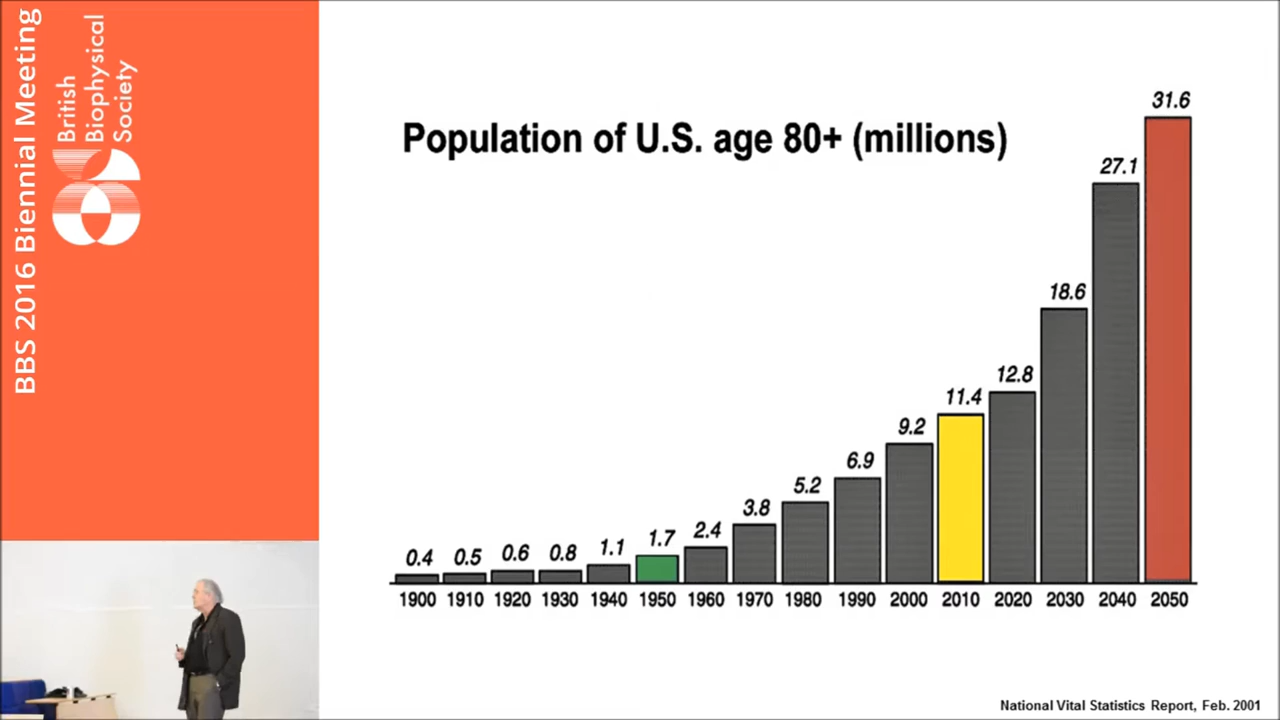 BBS 2016 Biennial Meeting
British
Biophysical
Society
Population of U.S. age 80+ (millions)
0.4
0.5
0.6
0.8
1.1
1.7
2.4
3.8
5.2
6.9
9.2
11.4
12.8
18.6
27.1
31.6
1900 1910 1920 1930 1940 1950 1960 1970 1980 1990 2000 2010 2020 2030 2040 2050
National Vital Statistics Report, Feb. 2001